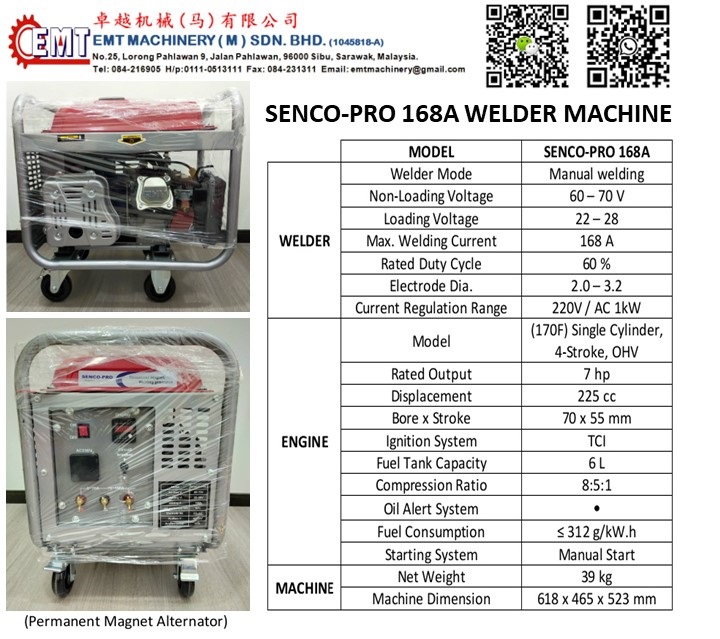 卓越机械(马)有限公司
EMT
EMT MACHINERY ( M ) SDN. BHD. (1045818-A)
No.25, Lorong Pahlawan 9, Jalan Pahlawan, 96000 Sibu, Sarawak, Malaysia.
Tel: 084-216905 H/p:0111-0513111 Fax: 084-231311 Email: emtmachinery@gmail.com
SENCO-PRO 168A WELDER MACHINE
MODEL SENCO-PRO 168A
WELDER
Welder Mode Manual welding
Non-Loading Voltage 60 – 70 V
Loading Voltage 22 – 28
Max. Welding Current 168 A
Rated Duty Cycle 60 %
Electrode Dia. 2.0 – 3.2
Current Regulation Range 220V / AC 1kW
ENGINE
Model (170F) Single Cylinder,
4-Stroke, OHV
Rated Output 7 hp
Displacement 225 cc
Bore x Stroke 70 x 55 mm
Ignition System TCI
Fuel Tank Capacity 6 L
Compression Ratio 8:5:1
Oil Alert System •
Fuel Consumption ≤ 312 g/kW.h
Starting System Manual Start
MACHINE
Net Weight 39 kg
Machine Dimension 618 x 465 x 523 mm
SENCO-PRO
(Permanent Magnet Alternator)